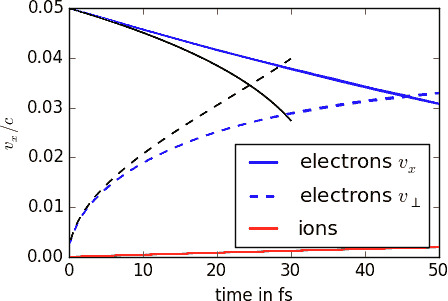 0.05
0.04
0.03
0.02
0.01
0.00
v_x/c
electrons v_x
electrons v_⊥
ions
0 10 20 30 40 50
time in fs